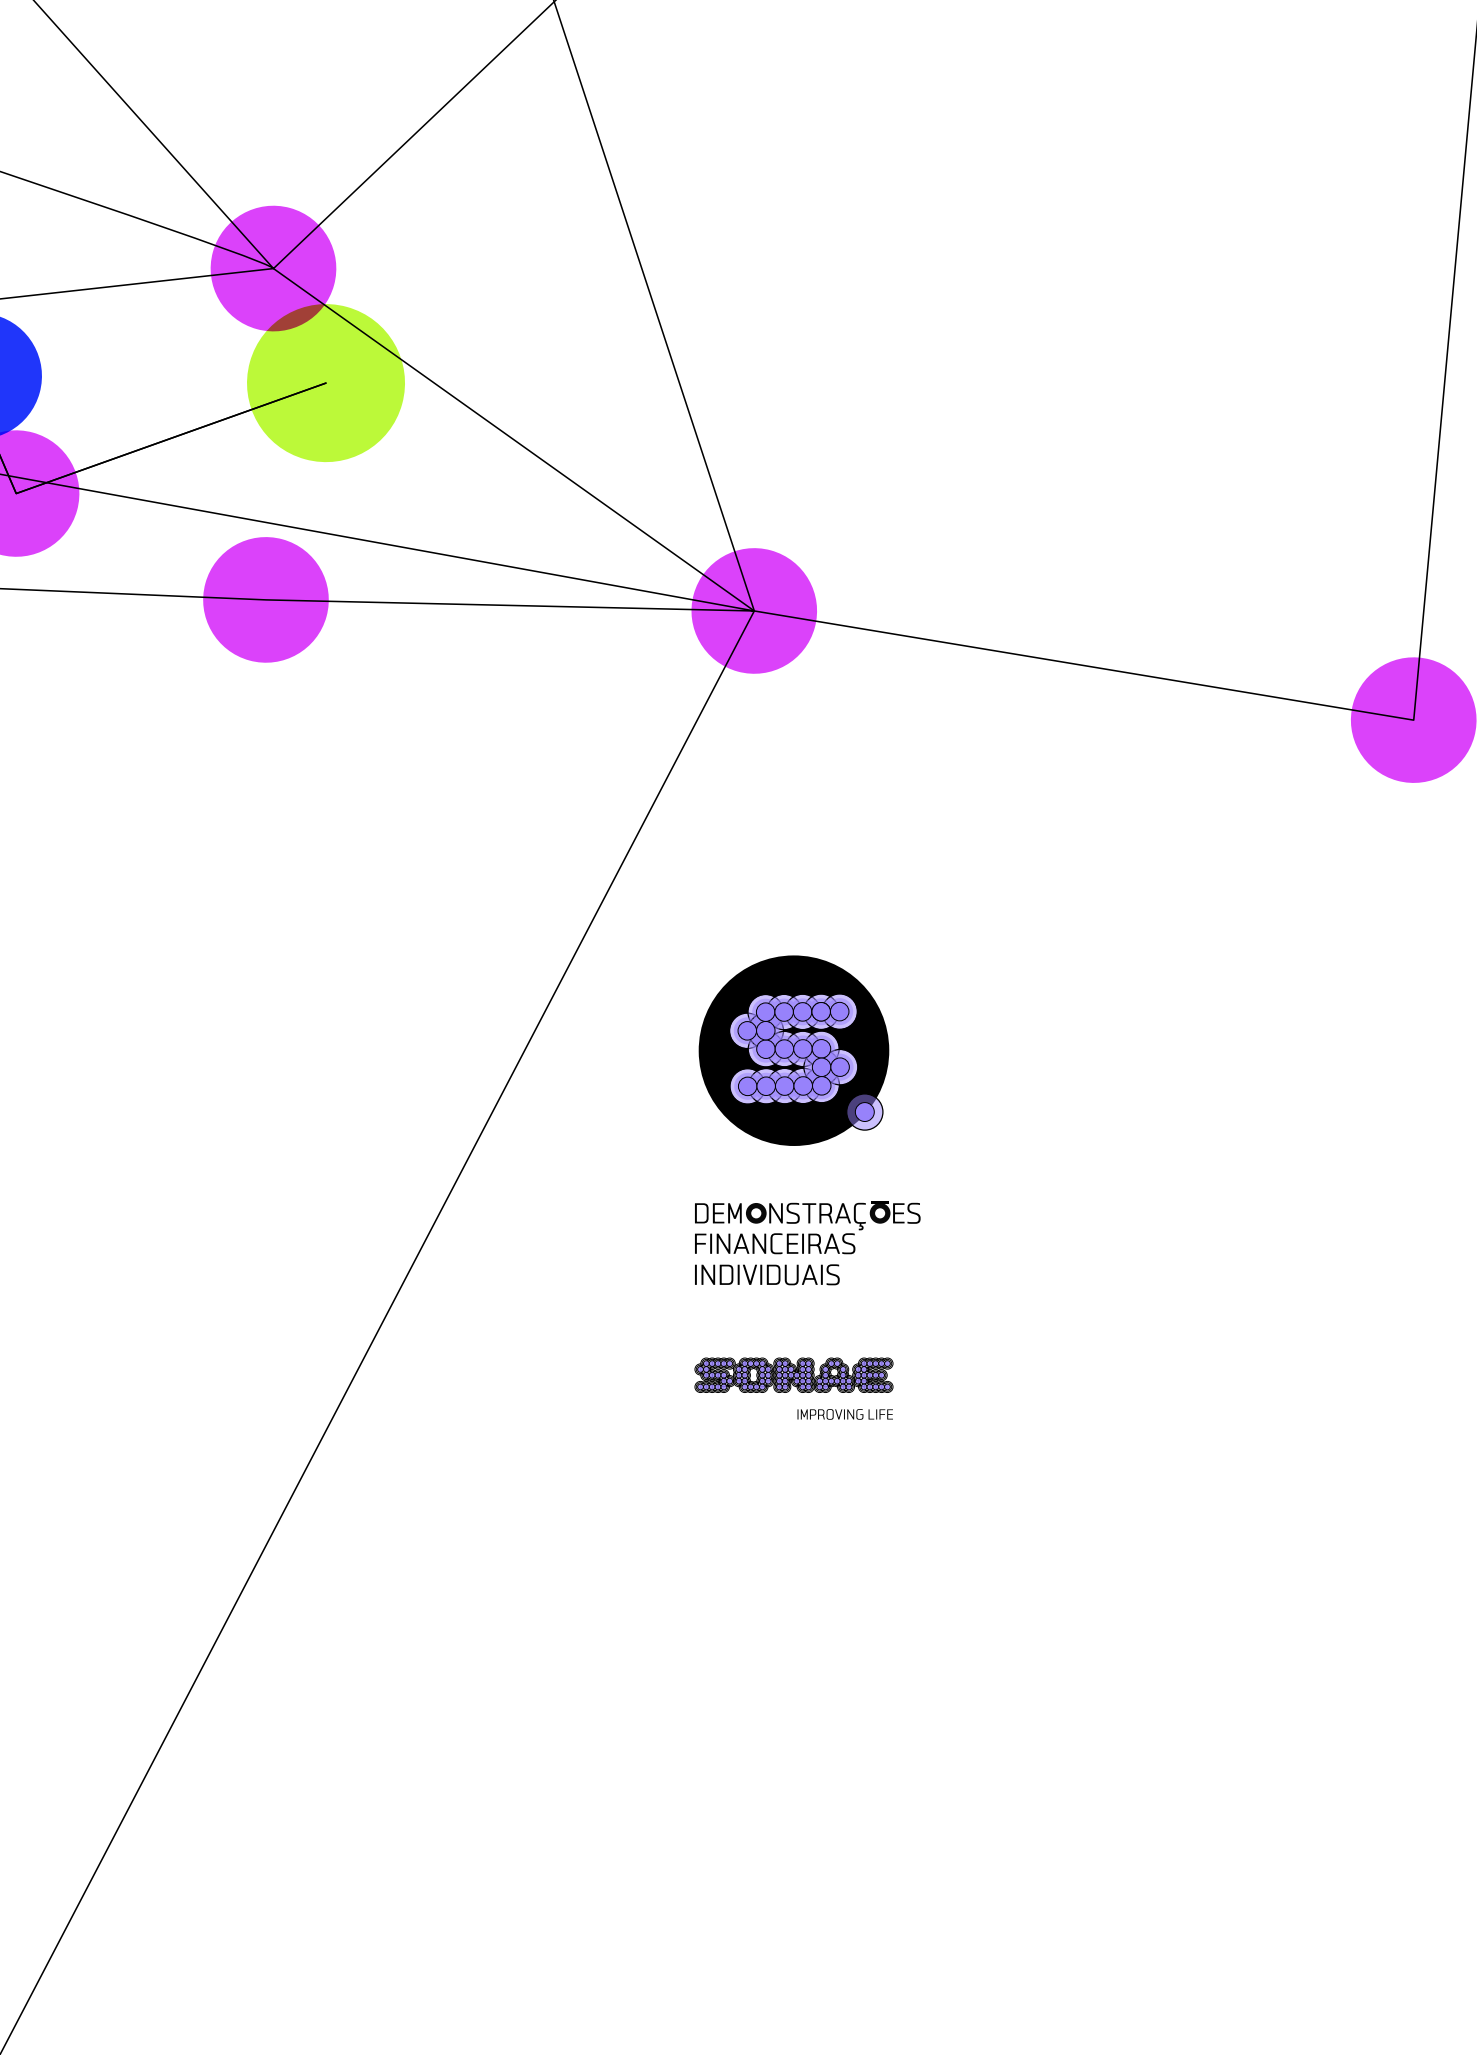 DEMONSTRAÇÕES
FINANCEIRAS
INDIVIDUAIS
SONAE
IMPROVING LIFE